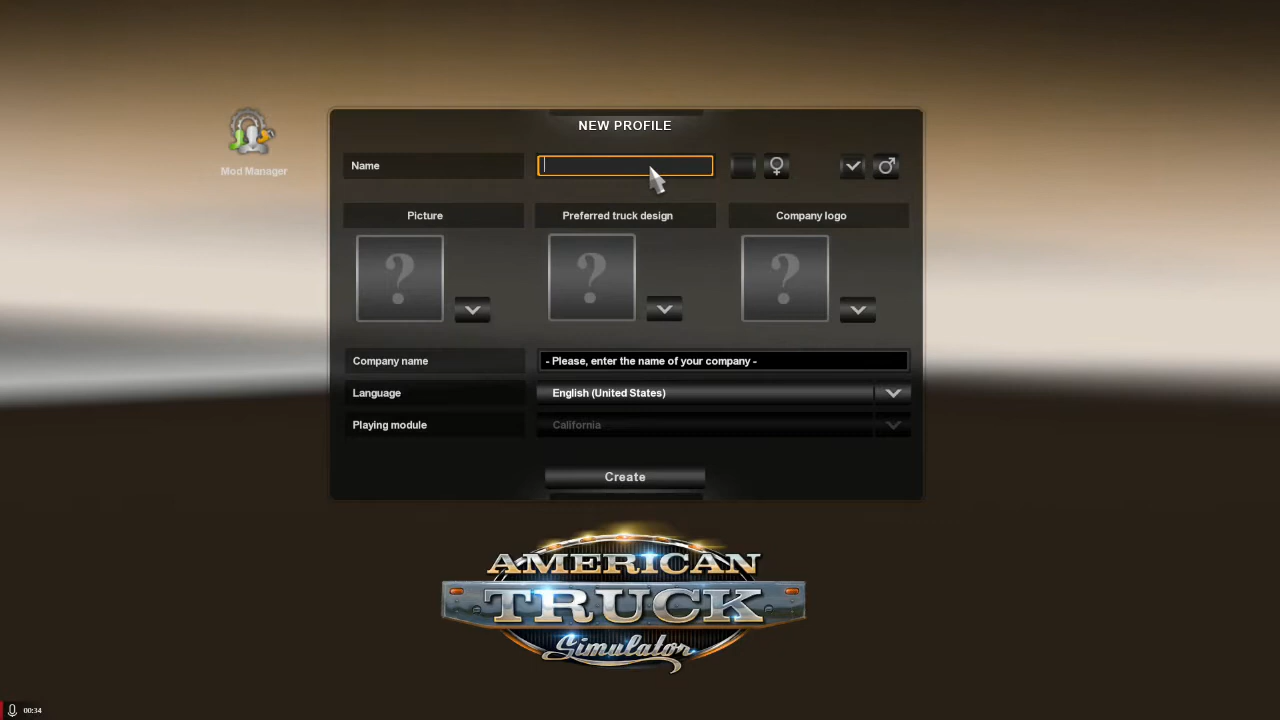 NEW PROFILE
Mod Manager
Name
Picture
Preferred truck design
Company logo
?
?
?
Company name
- Please, enter the name of your company -
Language
English (United States)
Playing module
California
Create
AMERICAN
TRUCK
Simulator
00:34